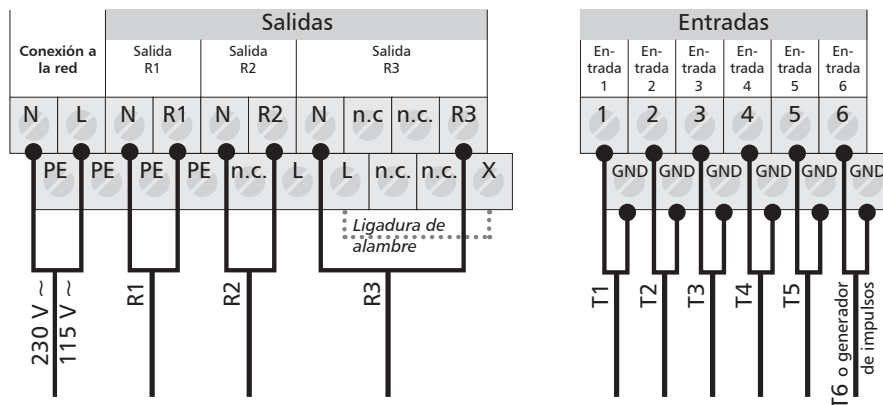 Salidas
Conexión a
la red
Salida
R1
Salida
R2
Salida
R3
N L N R1 N R2 N n.c n.c. R3
PE PE PE PE n.c. L L n.c. n.c. X
Ligadura de
alambre
230 V ~
115 V ~
R1
R2
R3
Entradas
En-
trada
1
En-
trada
2
En-
trada
3
En-
trada
4
En-
trada
5
En-
trada
6
1 2 3 4 5 6
GND GND GND GND GND GND
T1
T2
T3
T4
T5
T6 o generador
de impulsos